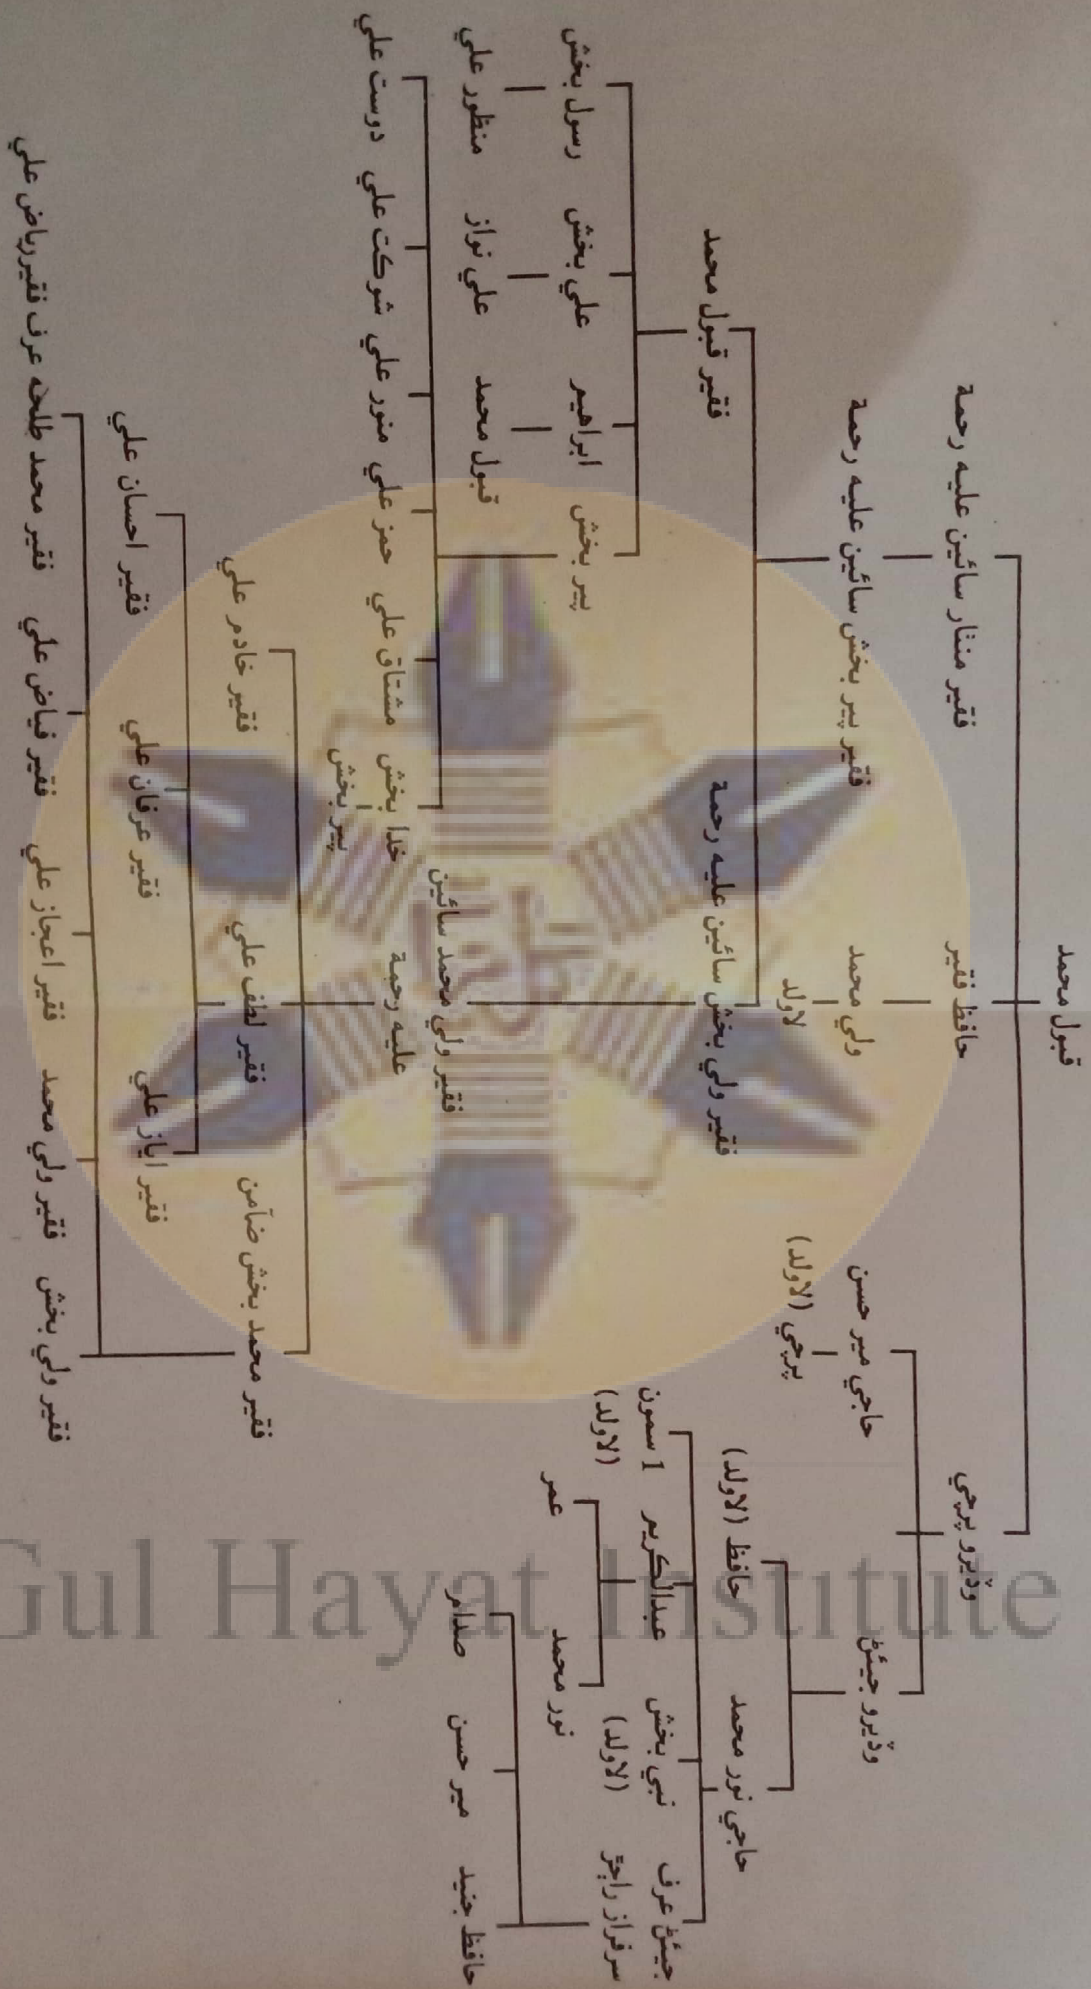 قبول محمد
وڏيرو پرچي
حافظ فقير
فقير منٺار سائين عليه رحمة
وڏيرو جيئڻ
حاجي مير حسن
ولي محمد
فقير پير بخش سائين عليه رحمة
پرچي (لاولد)
لاولد
حاجي نور محمد
حافظ (لاولد)
فقير ولي بخش سائين عليه رحمة
فقير قبول محمد
جيئڻ عرف
سرفراز راڄڙ
نبي بخش
(لاولد)
عبدالڪريم
1 سمون
(لاولد)
پير بخش
ابراهيم
علي بخش
رسول بخش
نور محمد
عمر
حافظ جنيد
مير حسن
صدام
فقير ولي محمد سائين
عليه رحمة
قبول محمد
علي نواز
منظور علي
خدا بخش
مشتاق علي
حمز علي
منور علي
شوڪت علي
دوست علي
پير بخش
فقير محمد بخش ضامن
فقير لطف علي
فقير خادم علي
فقير اياز علي
فقير عرفان علي
فقير احسان علي
فقير ولي بخش
فقير ولي محمد
فقير اعجاز علي
فقير فياض علي
فقير محمد طلحه عرف فقير رياض علي
Gul Hayat Institute